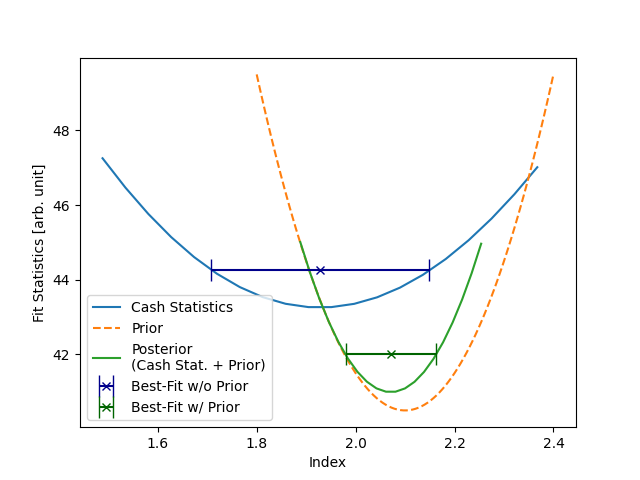 48
46
44
42
Fit Statistics [arb. unit]
Cash Statistics
Prior
Posterior
(Cash Stat. + Prior)
Best-Fit w/o Prior
Best-Fit w/ Prior
1.6 1.8 2.0 2.2 2.4
Index